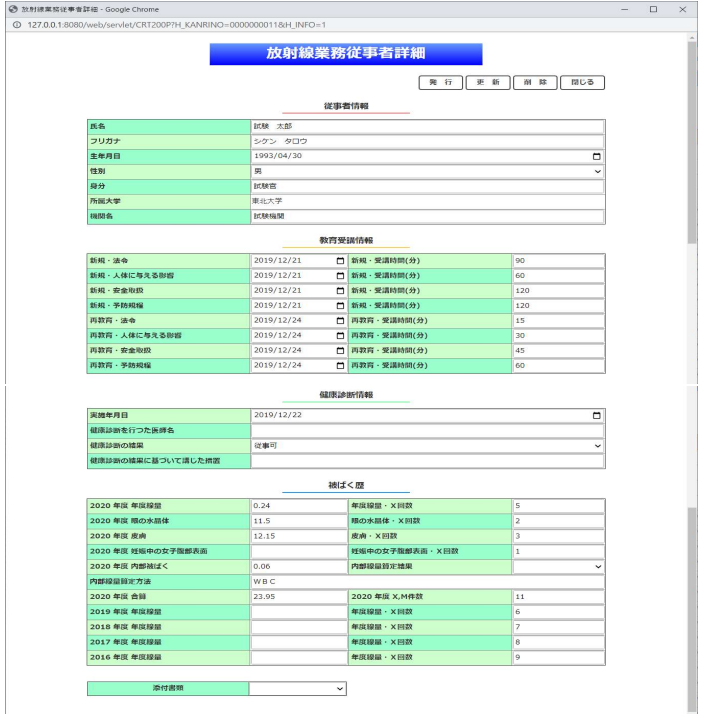 放射線業務従事者詳細 - Google Chrome
127.0.0.1:8080/web/servlet/CRT200P?H_KANRINO=0000000011&H_INFO=1
放射線業務従事者詳細
発 行 更 新 削 除 閉じる
従事者情報
氏名 試験 太郎
フリガナ シケン タロウ
生年月日 1993/04/30
性別 男
身分 試験官
所属大学 東北大学
機関名 試験機関
教育受講情報
新規・法令 2019/12/21 新規・受講時間(分) 90
新規・人体に与える影響 2019/12/21 新規・受講時間(分) 60
新規・安全取扱 2019/12/21 新規・受講時間(分) 120
新規・予防規程 2019/12/21 新規・受講時間(分) 120
再教育・法令 2019/12/24 再教育・受講時間(分) 15
再教育・人体に与える影響 2019/12/24 再教育・受講時間(分) 30
再教育・安全取扱 2019/12/24 再教育・受講時間(分) 45
再教育・予防規程 2019/12/24 再教育・受講時間(分) 60
健康診断情報
実施年月日 2019/12/22
健康診断を行つた医師名
健康診断の結果 従事可
健康診断の結果に基づいて講じた措置
被ばく歴
2020 年度 年度線量 0.24 年度線量・X回数 5
2020 年度 眼の水晶体 11.5 眼の水晶体・X回数 2
2020 年度 皮膚 12.15 皮膚・X回数 3
2020 年度 妊娠中の女子腹部表面 妊娠中の女子腹部表面・X回数 1
2020 年度 内部被ばく 0.06 内部線量算定結果
内部線量算定方法 WBC
2020 年度 合算 23.95 2020 年度 X,M件数 11
2019 年度 年度線量 年度線量・X回数 6
2018 年度 年度線量 年度線量・X回数 7
2017 年度 年度線量 年度線量・X回数 8
2016 年度 年度線量 年度線量・X回数 9
添付書類